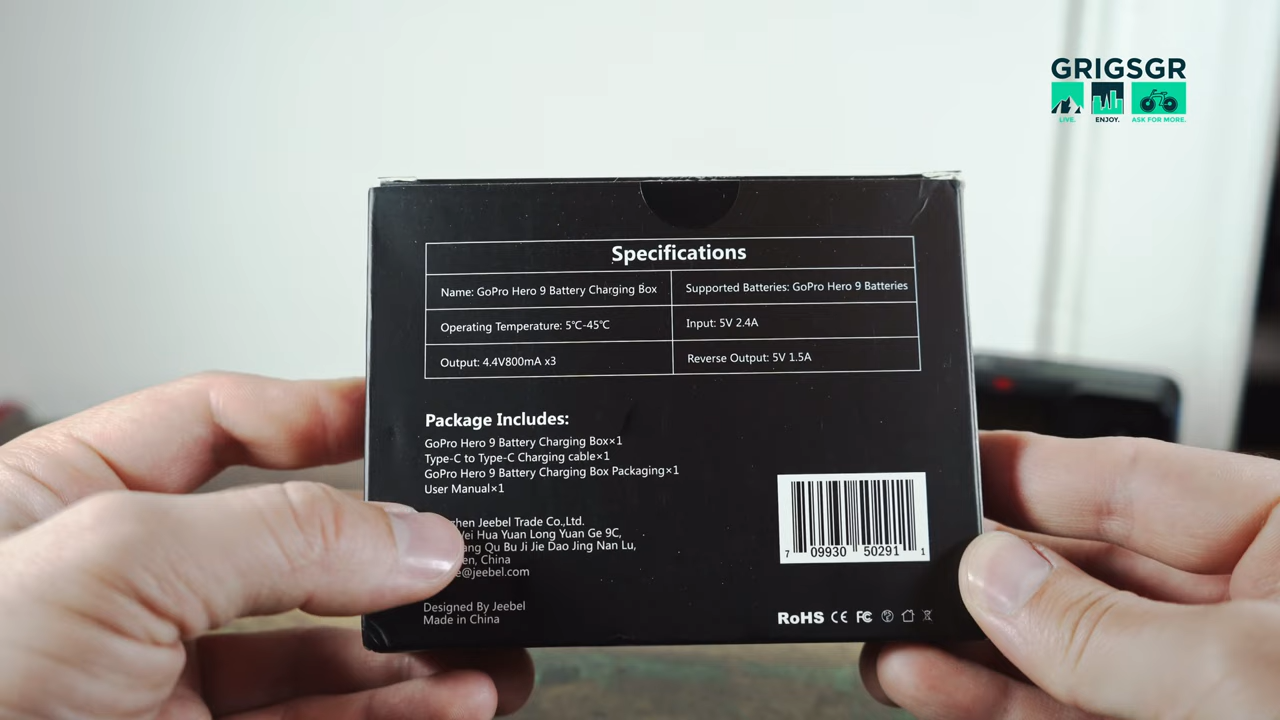 GRIGSGR
LIVE. ENJOY. ASK FOR MORE.
Specifications
Name: GoPro Hero 9 Battery Charging Box
Supported Batteries: GoPro Hero 9 Batteries
Operating Temperature: 5℃-45℃
Input: 5V 2.4A
Output: 4.4V800mA x3
Reverse Output: 5V 1.5A
Package Includes:
GoPro Hero 9 Battery Charging Box×1
Type-C to Type-C Charging cable×1
GoPro Hero 9 Battery Charging Box Packaging×1
User Manual×1
Jeebel Trade Co.,Ltd.
Hua Yuan Long Yuan Ge 9C,
Qu Bu Ji Jie Dao Jing Nan Lu,
China
e@jeebel.com
Designed By Jeebel
Made in China
7 09930 50291 1
RoHS CE FC